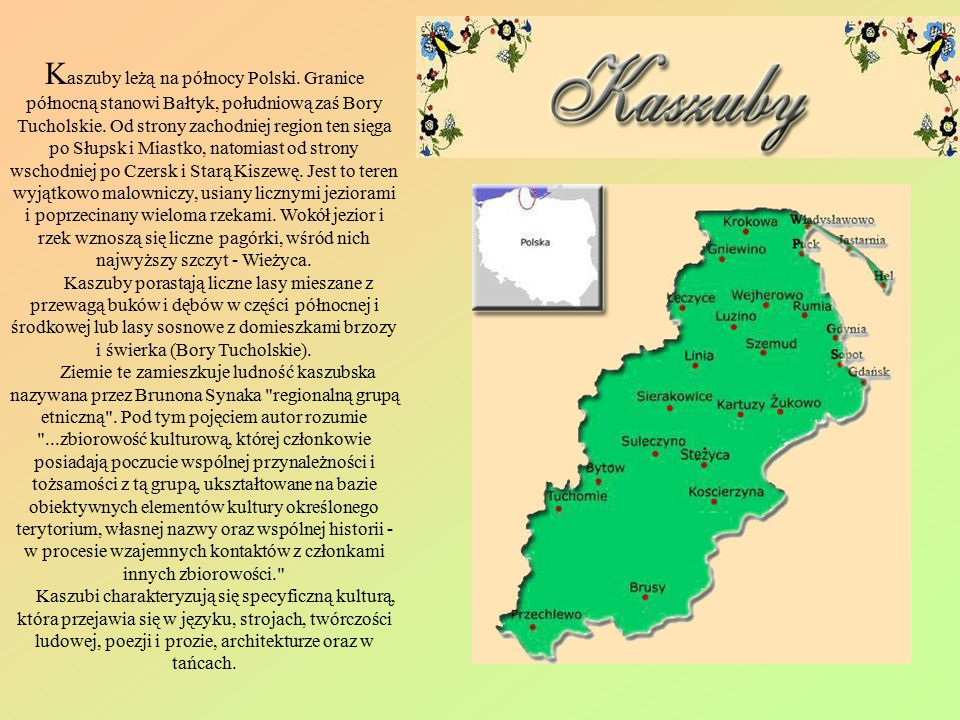 Kaszuby leżą na północy Polski. Granice
północną stanowi Bałtyk, południową zaś Bory
Tucholskie. Od strony zachodniej region ten sięga
po Słupsk i Miastko, natomiast od strony
wschodniej po Czersk i Starą Kiszewę. Jest to teren
wyjątkowo malowniczy, usiany licznymi jeziorami
i poprzecinany wieloma rzekami. Wokół jezior i
rzek wznoszą się liczne pagórki, wśród nich
najwyższy szczyt - Wieżyca.
Kaszuby porastają liczne lasy mieszane z
przewagą buków i dębów w części północnej i
środkowej lub lasy sosnowe z domieszkami brzozy
i świerka (Bory Tucholskie).
Ziemie te zamieszkuje ludność kaszubska
nazywana przez Brunona Synaka "regionalną grupą
etniczną". Pod tym pojęciem autor rozumie
"...zbiorowość kulturową, której członkowie
posiadają poczucie wspólnej przynależności i
tożsamości z tą grupą, ukształtowane na bazie
obiektywnych elementów kultury określonego
terytorium, własnej nazwy oraz wspólnej historii -
w procesie wzajemnych kontaktów z członkami
innych zbiorowości."
Kaszubi charakteryzują się specyficzną kulturą,
która przejawia się w języku, strojach, twórczości
ludowej, poezji i prozie, architekturze oraz w
tańcach.
Kaszuby
Polska
Krokowa
Władysławowo
Puck
Jastarnia
Gniewino
Hel
Łęczyce
Wejherowo
Rumia
Luzino
Gdynia
Szemud
Sopot
Linia
Gdańsk
Sierakowice
Kartuzy
Żukowo
Sulęczyno
Stężyca
Bytów
Tuchomie
Koscierzyna
Brusy
Przechlewo